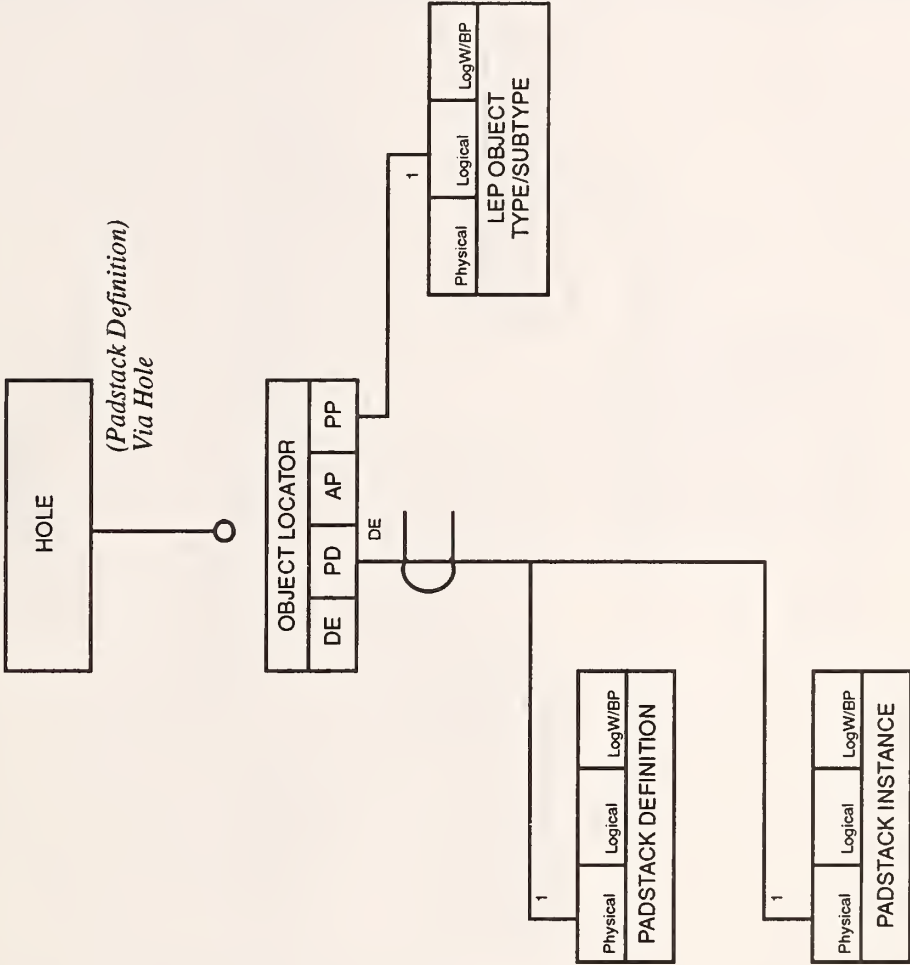 HOLE
(Padstack Definition)
Via Hole
OBJECT LOCATOR
DE PD AP PP
DE
1
Physical Logical LogW/BP
LEP OBJECT
TYPE/SUBTYPE
1
Physical Logical LogW/BP
PADSTACK DEFINITION
1
Physical Logical LogW/BP
PADSTACK INSTANCE